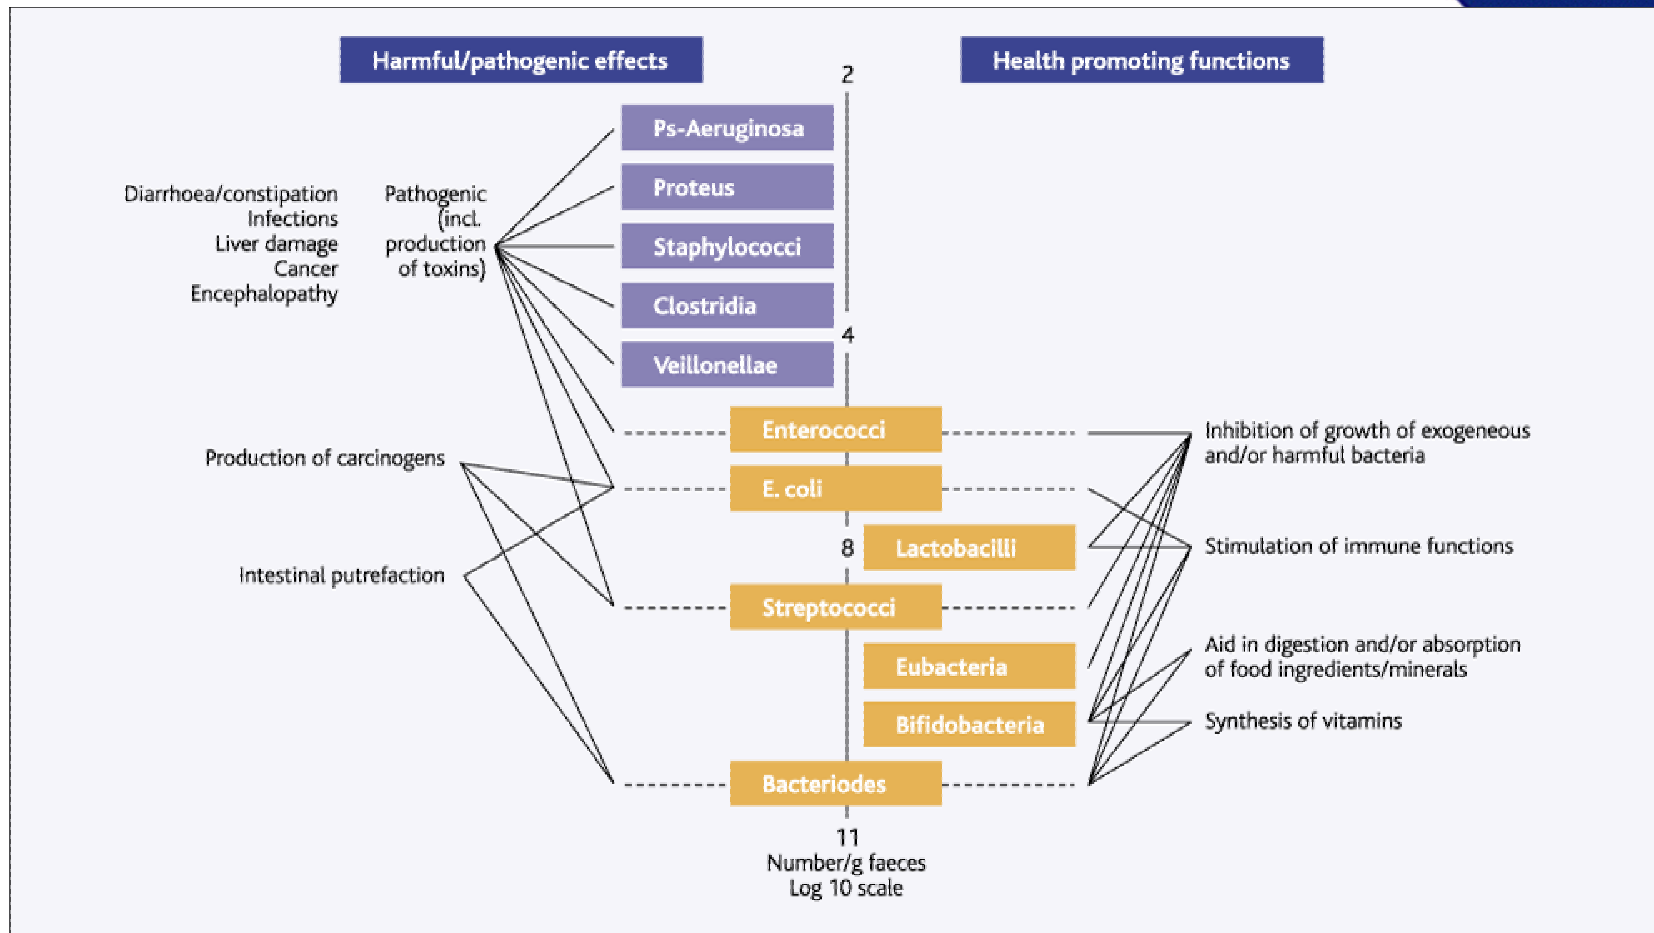 Harmful/pathogenic effects
Health promoting functions
2
Ps-Aeruginosa
Proteus
Staphylococci
Clostridia
4
Veillonellae
Diarrhoea/constipation
Infections
Liver damage
Cancer
Encephalopathy
Pathogenic
(incl.
production
of toxins)
Enterococci
E. coli
8
Lactobacilli
Streptococci
Eubacteria
Bifidobacteria
Bacteriodes
Production of carcinogens
Intestinal putrefaction
Inhibition of growth of exogeneous
and/or harmful bacteria
Stimulation of immune functions
Aid in digestion and/or absorption
of food ingredients/minerals
Synthesis of vitamins
11
Number/g faeces
Log 10 scale